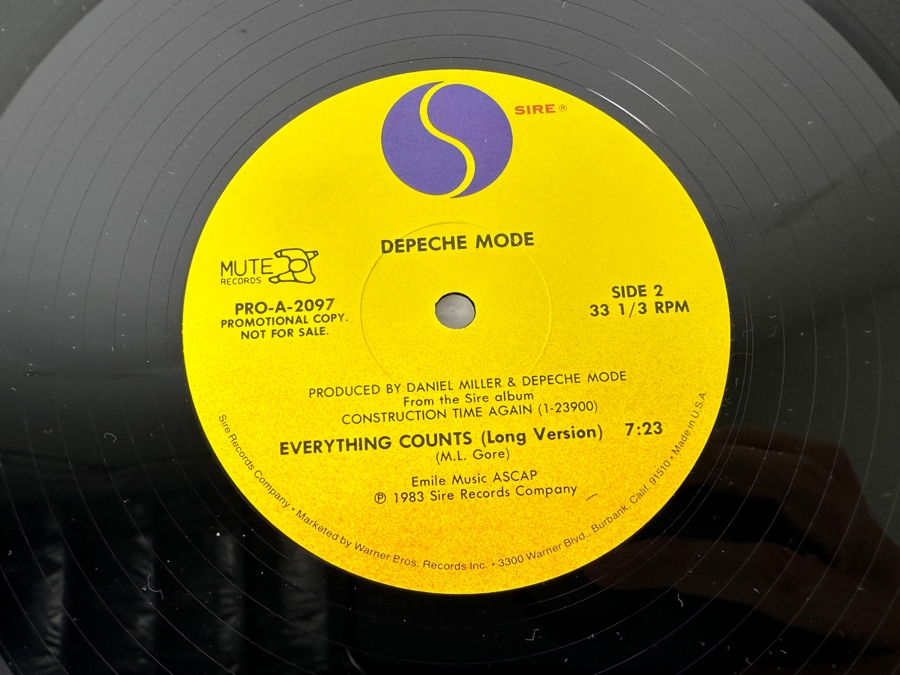 SIRE ®
DEPECHE MODE
MUTE
RECORDS
PRO-A-2097
PROMOTIONAL COPY.
NOT FOR SALE.
SIDE 2
33 1/3 RPM
PRODUCED BY DANIEL MILLER & DEPECHE MODE
From the Sire album
CONSTRUCTION TIME AGAIN (1-23900)
EVERYTHING COUNTS (Long Version) 7:23
(M.L. Gore)
Emile Music ASCAP
℗ 1983 Sire Records Company
Sire Records Company • Marketed by Warner Bros. Records Inc. • 3300 Warner Blvd., Burbank, Calif. 91510 • Made in U.S.A.